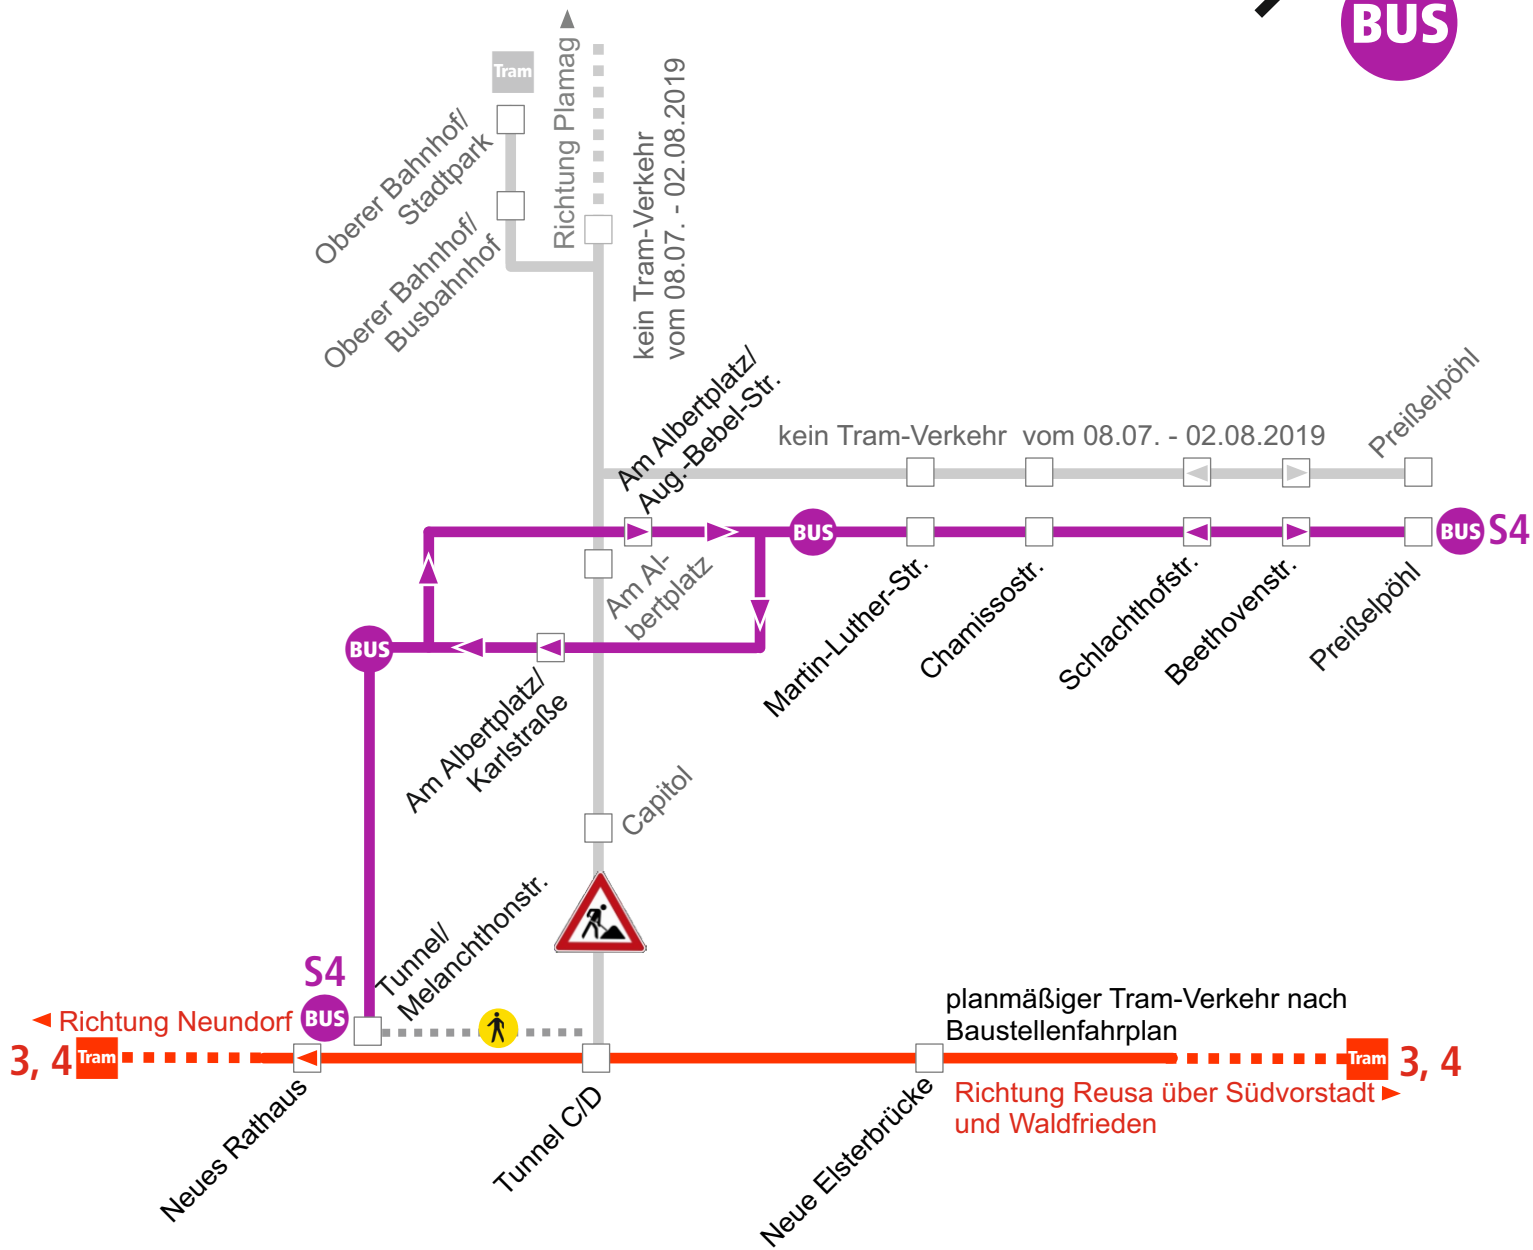 BUS
Tram
Richtung Plamag
Oberer Bahnhof/
Stadtpark
Oberer Bahnhof/
Busbahnhof
kein Tram-Verkehr
vom 08.07. - 02.08.2019
Am Albertplatz/
Aug.-Bebel-Str.
kein Tram-Verkehr vom 08.07. - 02.08.2019
Preißelpöhl
BUS
BUS S4
Am Al-
bertplatz
BUS
Martin-Luther-Str.
Chamissostr.
Schlachthofstr.
Beethovenstr.
Preißelpöhl
Am Albertplatz/
Karlstraße
Capitol
Tunnel/
Melanchthonstr.
S4
BUS
Richtung Neundorf
planmäßiger Tram-Verkehr nach
Baustellenfahrplan
3, 4 Tram
Tram 3, 4
Richtung Reusa über Südvorstadt
und Waldfrieden
Neues Rathaus
Tunnel C/D
Neue Elsterbrücke